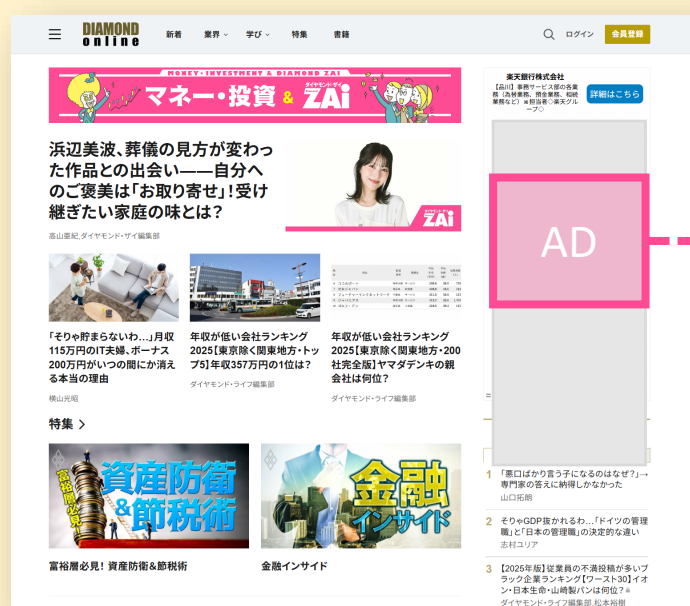 DIAMOND
online
新着
業界
学び
特集
書籍
ログイン
会員登録
MONEY・INVESTMENT & DIAMOND ZAI
マネー・投資 & ZAi
楽天銀行株式会社
【品川】事務サービス部の各業
務（為替業務、預金業務、相続
業務など）※担当者◇楽天グル
ープ◇
詳細はこちら
AD
浜辺美波、葬儀の見方が変わっ
た作品との出会い――自分へ
のご褒美は「お取り寄せ」！受け
継ぎたい家庭の味とは？
高山亜紀,ダイヤモンド・ザイ編集部
ZAi
「そりゃ貯まらないわ…」月収
115万円のIT夫婦、ボーナス
200万円がいつの間にか消え
る本当の理由
横山光昭
年収が低い会社ランキング
2025【東京除く関東地方・トッ
プ5】年収357万円の1位は？
ダイヤモンド・ライフ編集部
年収が低い会社ランキング
2025【東京除く関東地方・200
社完全版】ヤマダデンキの親
会社は何位？
ダイヤモンド・ライフ編集部
特集
富裕層必見！
資産防衛
&節税術
金融
インサイド
富裕層必見！ 資産防衛&節税術
金融インサイド
1 「悪口ばかり言う子になるのはなぜ？」→
専門家の答えに納得しかなかった
山口拓朗
2 そりゃGDP抜かれるわ…「ドイツの管理
職」と「日本の管理職」の決定的な違い
志村ユリア
3 【2025年版】従業員の不満投稿が多いブ
ラック企業ランキング【ワースト30】イオ
ン・日本生命・山崎製パンは何位？
ダイヤモンド・ライフ編集部,松本裕樹